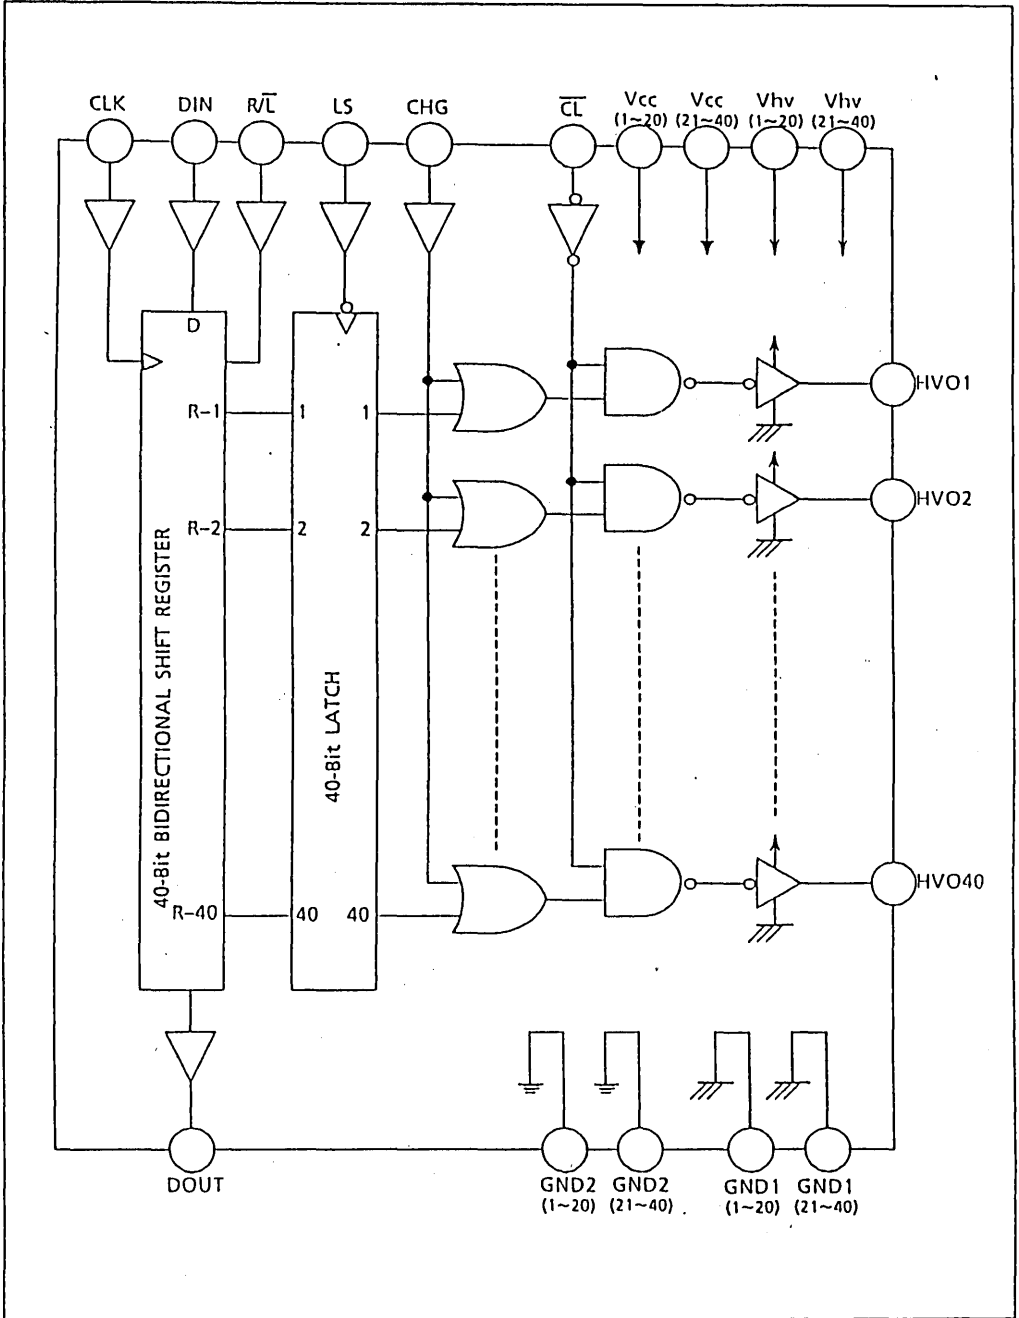 CLK DIN R/L̅ LS CHG C̅L̅ Vcc Vcc Vhv Vhv
(1~20) (21~40) (1~20) (21~40)
D
HVO1
R-1 1 1
HVO2
R-2 2 2
40-Bit BIDIRECTIONAL SHIFT REGISTER
40-Bit LATCH
HVO40
R-40 40 40
DOUT GND2 GND2 GND1 GND1
(1~20) (21~40) (1~20) (21~40)